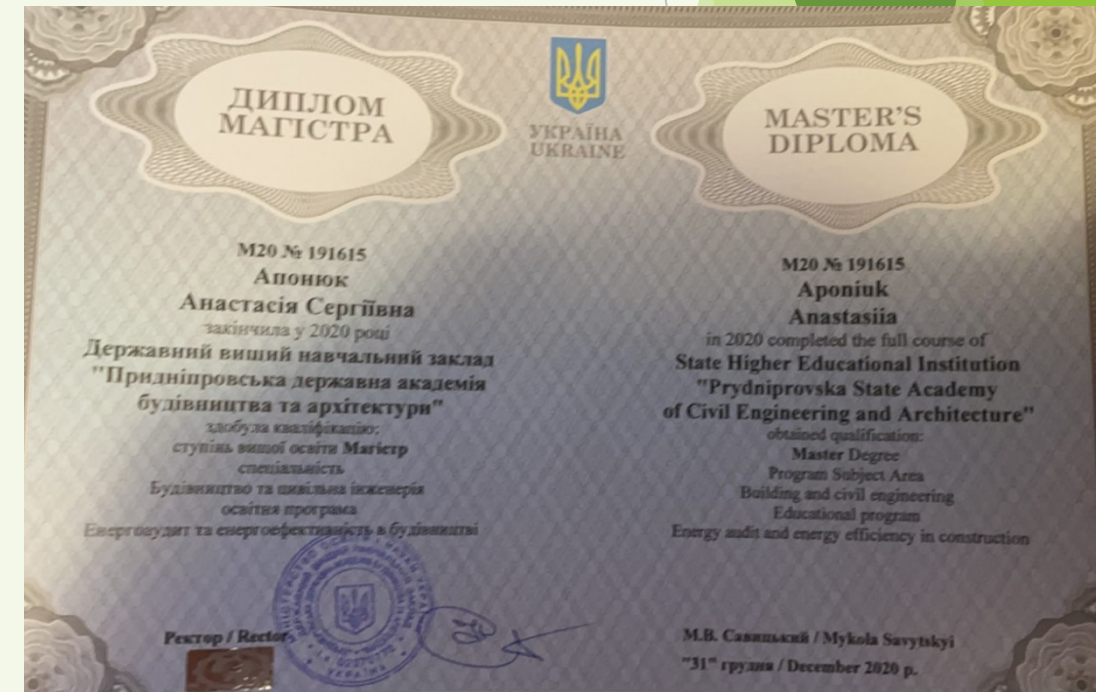 ДИПЛОМ
МАГІСТРА
УКРАЇНА
UKRAINE
MASTER'S
DIPLOMA
М20 № 191615
Апонюк
Анастасія Сергіївна
закінчила у 2020 році
Державний вищий навчальний заклад
"Придніпровська державна академія
будівництва та архітектури"
здобула кваліфікацію:
ступінь вищої освіти Магістр
спеціальність
Будівництво та цивільна інженерія
освітня програма
Енергоаудит та енергоефективність в будівництві
Ректор / Rector
M20 № 191615
Aponiuk
Anastasiia
in 2020 completed the full course of
State Higher Educational Institution
"Prydniprovska State Academy
of Civil Engineering and Architecture"
obtained qualification:
Master Degree
Program Subject Area
Building and civil engineering
Educational program
Energy audit and energy efficiency in construction
М.В. Савицький / Mykola Savytskyi
"31" грудня / December 2020 р.